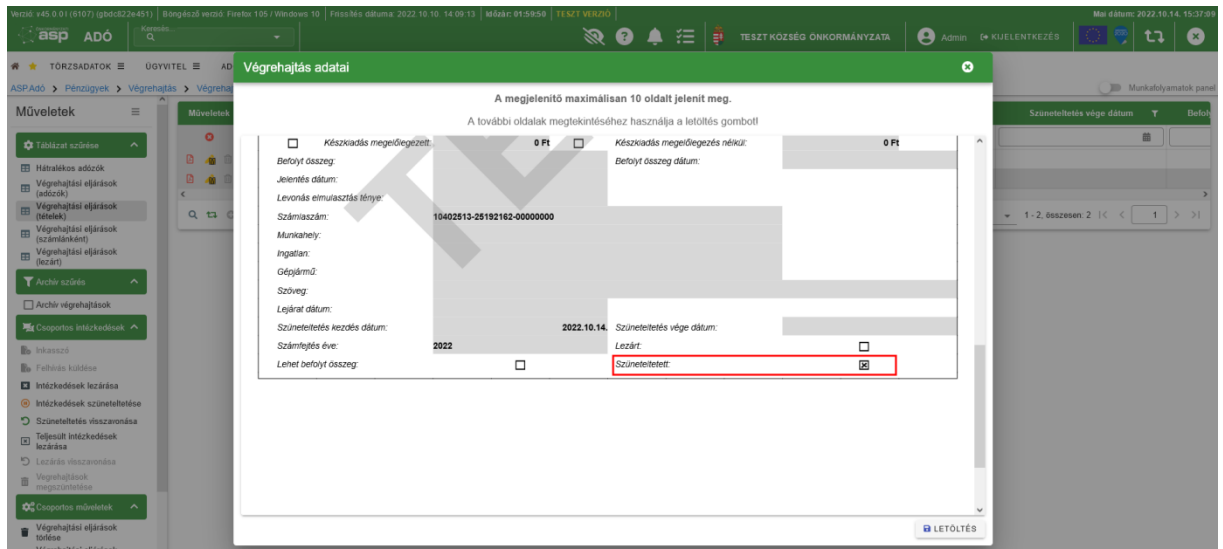 Verzió: v45.0.01 (6107) (gbdc822e451) Böngésző verzió: Firefox 105 / Windows 10 Frissítés dátuma: 2022.10.10. 14:09:13 Időzár: 01:59:50 TESZT VERZIÓ Mai dátum: 2022.10.14. 15:37:09
asp ADÓ Keresés... TESZT KÖZSÉG ÖNKORMÁNYZATA Admin KIJELENTKEZÉS
TÖRZSADATOK ÜGYVITEL AD
ASP.Adó > Pénzügyek > Végrehajtás > Végrehaj
Munkafolyamatok panel
Műveletek
Táblázat szűrése
Hátralékos adózók
Végrehajtási eljárások
(adózók)
Végrehajtási eljárások
(tételek)
Végrehajtási eljárások
(számlánként)
Végrehajtási eljárások
(lezárt)
Archív szűrés
Archív végrehajtások
Csoportos intézkedések
Inkasszó
Felhívás küldése
Intézkedések lezárása
Intézkedések szüneteltetése
Szüneteltetés visszavonása
Teljesült intézkedések
lezárása
Lezárás visszavonása
Végrehajtások
megszüntetése
Csoportos műveletek
Végrehajtási eljárások
törlése
Műveletek
Szüneteltetés vége dátum Befoly
1 - 2, összesen: 2 |< < 1 > >|
Végrehajtás adatai
A megjelenítő maximálisan 10 oldalt jelenít meg.
A további oldalak megtekintéséhez használja a letöltés gombot!
Készkiadás megelőlegezett: 0 Ft Készkiadás megelőlegezés nélkül: 0 Ft
Befolyt összeg: Befolyt összeg dátum:
Jelentés dátum:
Levonás elmulasztás ténye:
Számlaszám: 10402513-25192162-00000000
Munkahely:
Ingatlan:
Gépjármű:
Szöveg:
Lejárat dátum:
Szüneteltetés kezdés dátum: 2022.10.14. Szüneteltetés vége dátum:
Számfejtés éve: 2022 Lezárt:
Lehet befolyt összeg: Szüneteltetett:
TE
LETÖLTÉS